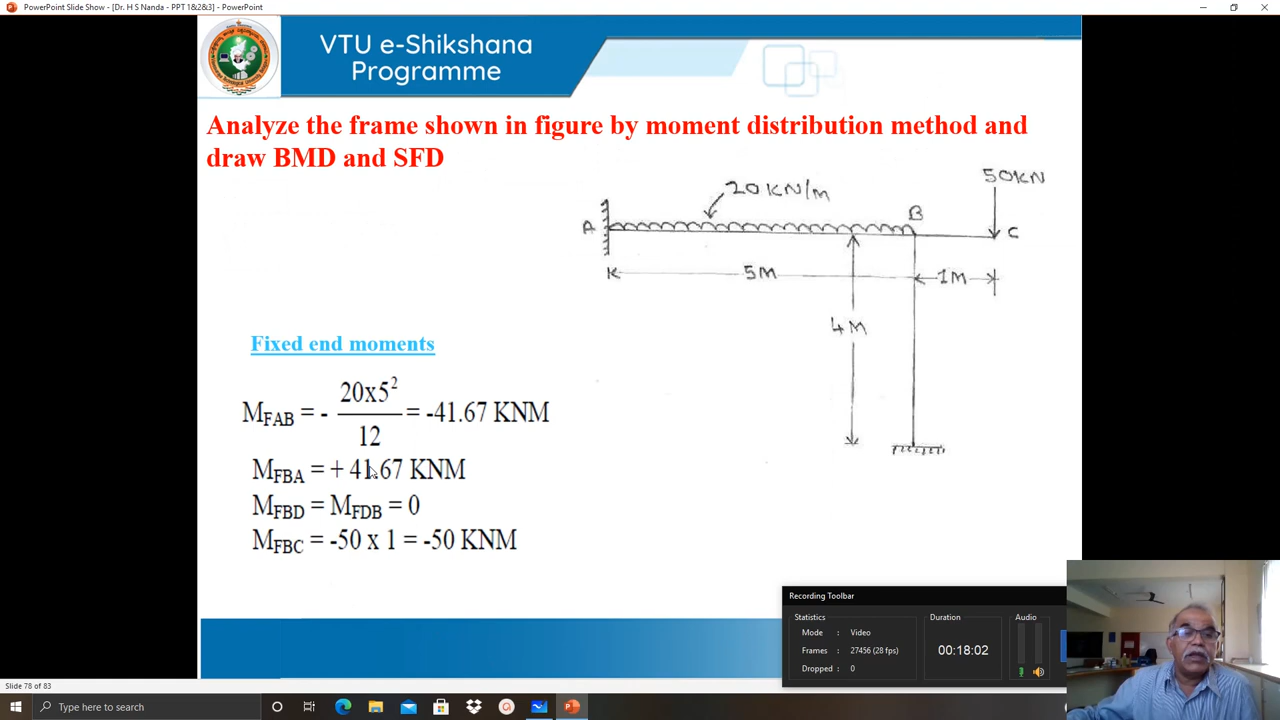 PowerPoint Slide Show - [Dr. H S Nanda - PPT 1&2&3] - PowerPoint
VTU e-Shikshana
Programme
Analyze the frame shown in figure by moment distribution method and
draw BMD and SFD
50KN
20KN/M
B
A
C
5M
1M
4M
Fixed end moments
MFAB = - 20x5² / 12 = -41.67 KNM
MFBA = + 41.67 KNM
MFBD = MFDB = 0
MFBC = -50 x 1 = -50 KNM
Recording Toolbar
Statistics
Mode : Video
Frames : 27456 (28 fps)
Dropped : 0
Duration
00:18:02
Audio
Slide 78 of 83
Type here to search